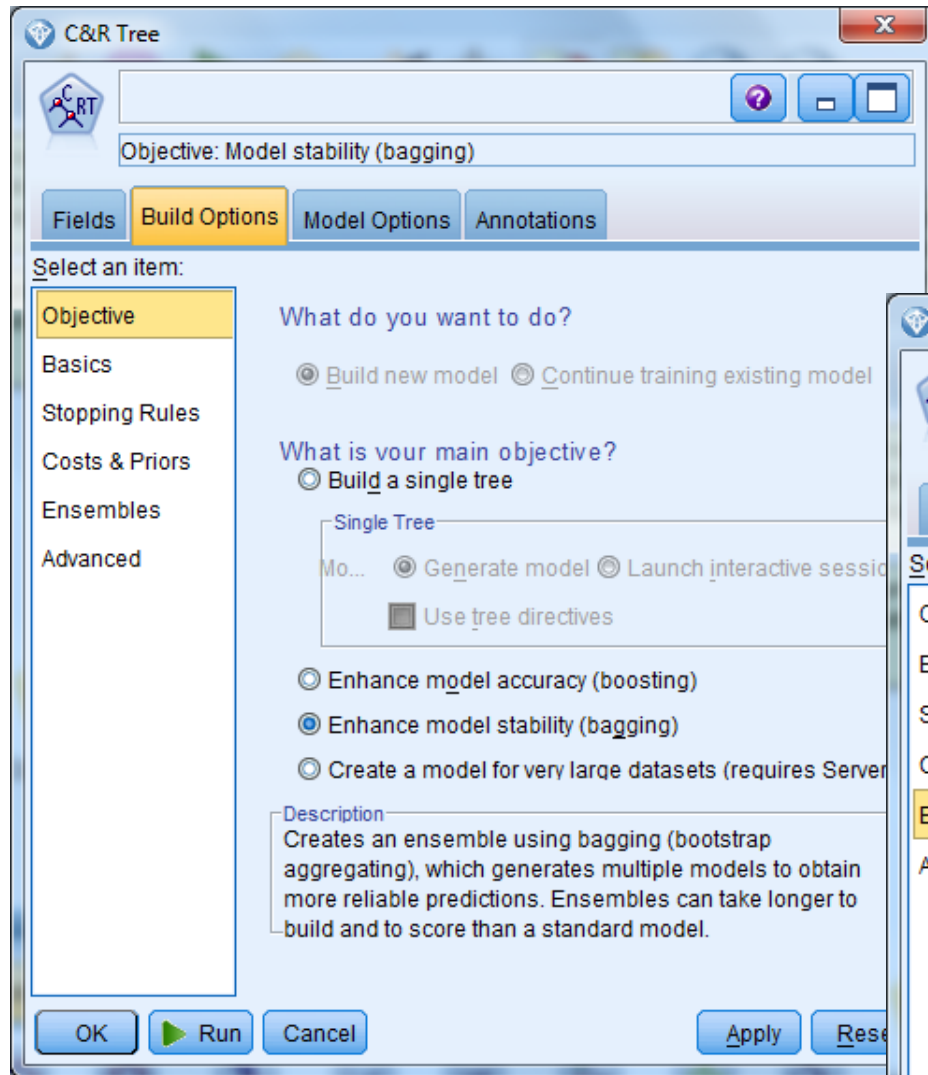 C&R Tree
CRT
Objective: Model stability (bagging)
Fields Build Options Model Options Annotations
Select an item:
Objective
Basics
Stopping Rules
Costs & Priors
Ensembles
Advanced
What do you want to do?
Build new model Continue training existing model
What is your main objective?
Build a single tree
Single Tree
Mo... Generate model Launch interactive sessio
Use tree directives
Enhance model accuracy (boosting)
Enhance model stability (bagging)
Create a model for very large datasets (requires Server
Description
Creates an ensemble using bagging (bootstrap
aggregating), which generates multiple models to obtain
more reliable predictions. Ensembles can take longer to
build and to score than a standard model.
OK Run Cancel Apply Rese